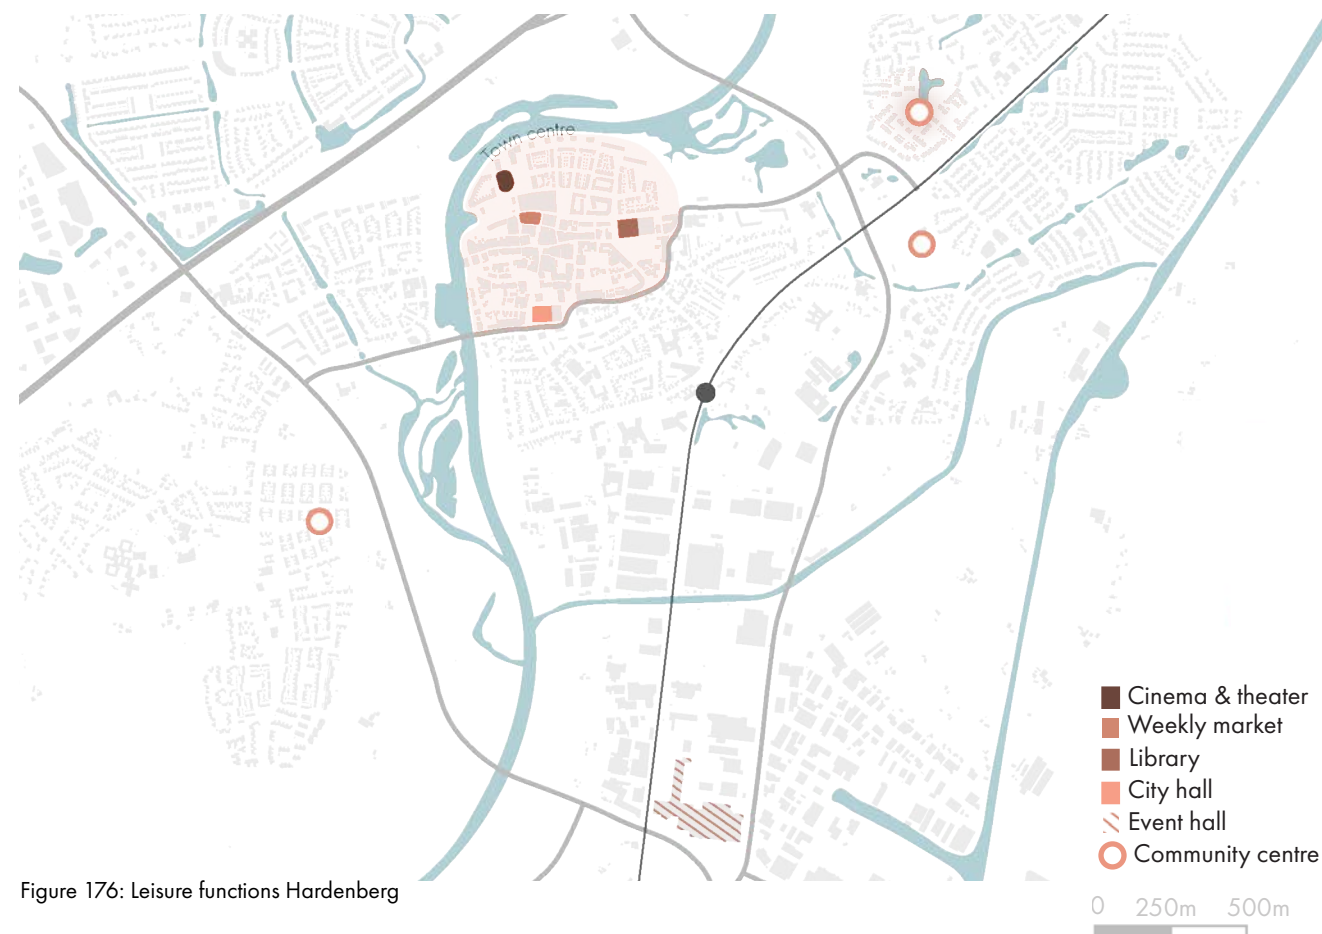 Town centre
Cinema & theater
Weekly market
Library
City hall
Event hall
Community centre
Figure 176: Leisure functions Hardenberg
0 250m 500m